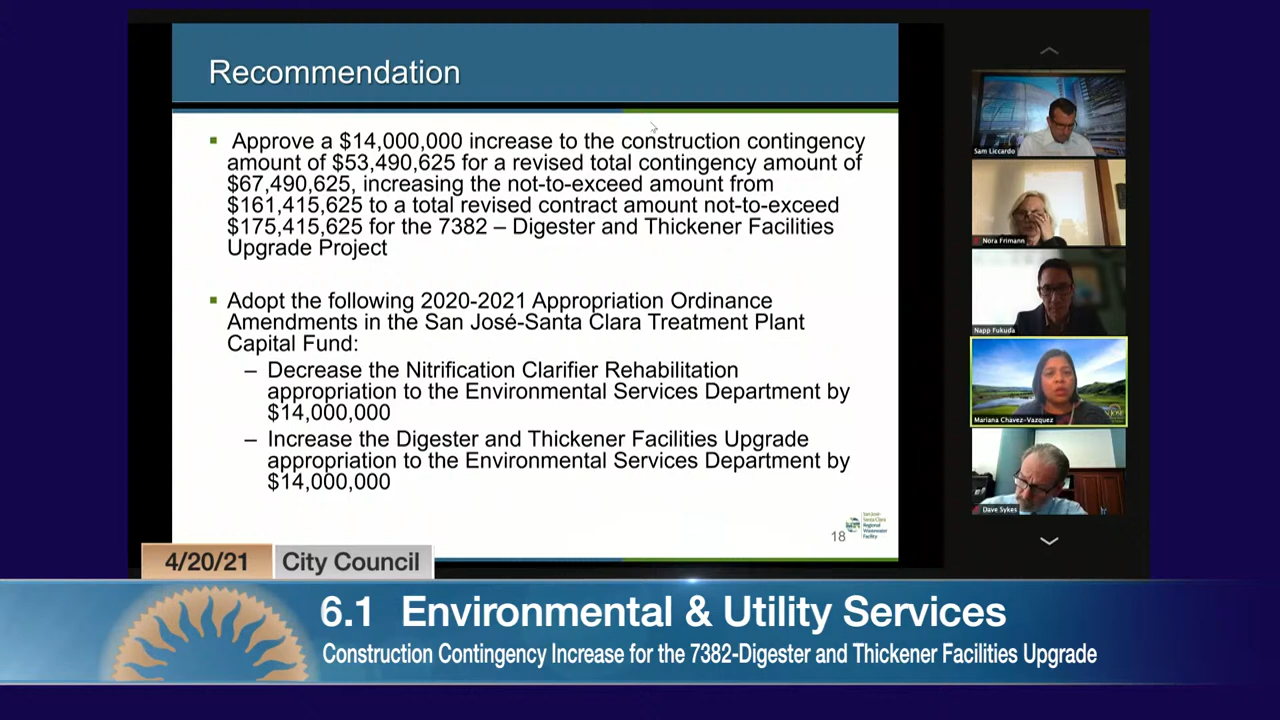 Recommendation
▪ Approve a $14,000,000 increase to the construction contingency
amount of $53,490,625 for a revised total contingency amount of
$67,490,625, increasing the not-to-exceed amount from
$161,415,625 to a total revised contract amount not-to-exceed
$175,415,625 for the 7382 – Digester and Thickener Facilities
Upgrade Project
▪ Adopt the following 2020-2021 Appropriation Ordinance
Amendments in the San José-Santa Clara Treatment Plant
Capital Fund:
– Decrease the Nitrification Clarifier Rehabilitation
appropriation to the Environmental Services Department by
$14,000,000
– Increase the Digester and Thickener Facilities Upgrade
appropriation to the Environmental Services Department by
$14,000,000
18
San José-
Santa Clara
Regional
Wastewater
Facility
Sam Liccardo
Nora Frimann
Napp Fukuda
Mariana Chavez-Vazquez
Dave Sykes
4/20/21
City Council
6.1 Environmental & Utility Services
Construction Contingency Increase for the 7382-Digester and Thickener Facilities Upgrade